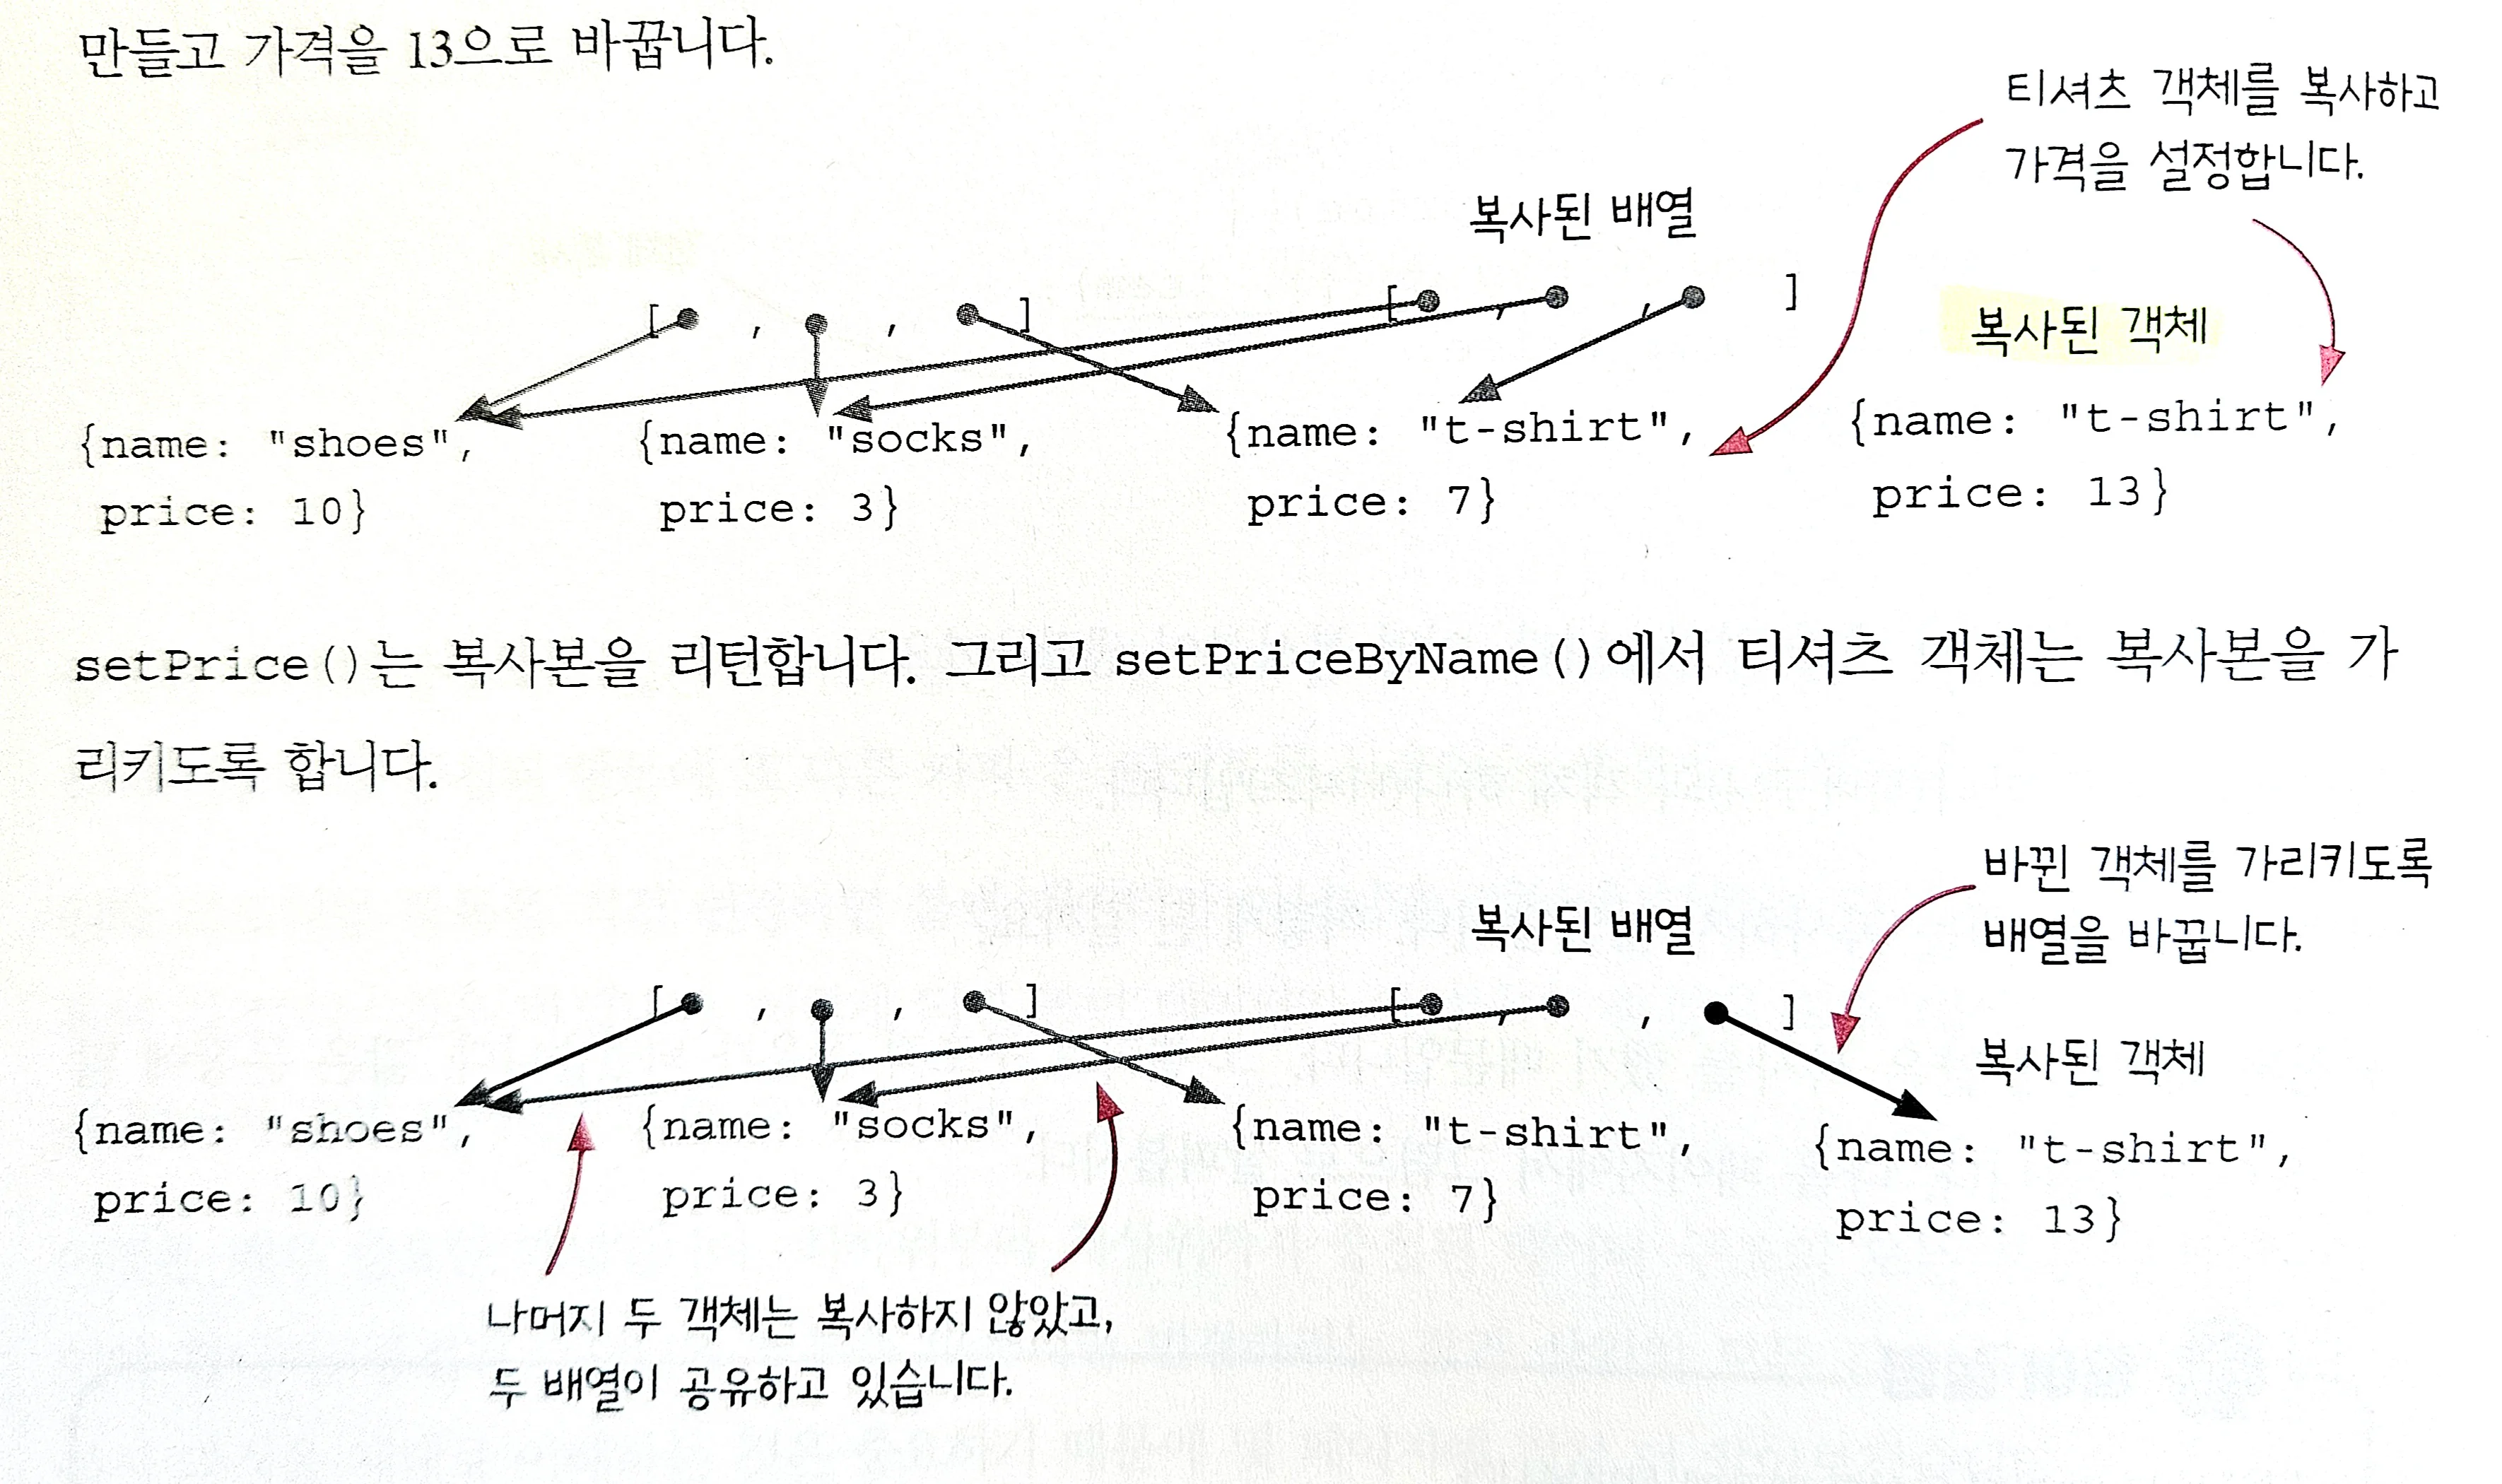 만들고 가격을 13으로 바꿉니다.
티셔츠 객체를 복사하고
가격을 설정합니다.
복사된 배열
[ , , ] [ , , ]
복사된 객체
{name: "shoes", {name: "socks", {name: "t-shirt", {name: "t-shirt",
price: 10} price: 3} price: 7} price: 13}
setPrice()는 복사본을 리턴합니다. 그리고 setPriceByName()에서 티셔츠 객체는 복사본을 가
리키도록 합니다.
바뀐 객체를 가리키도록
배열을 바꿉니다.
복사된 배열
[ , , ] [ , , ]
복사된 객체
{name: "shoes", {name: "socks", {name: "t-shirt", {name: "t-shirt",
price: 10} price: 3} price: 7} price: 13}
나머지 두 객체는 복사하지 않았고,
두 배열이 공유하고 있습니다.